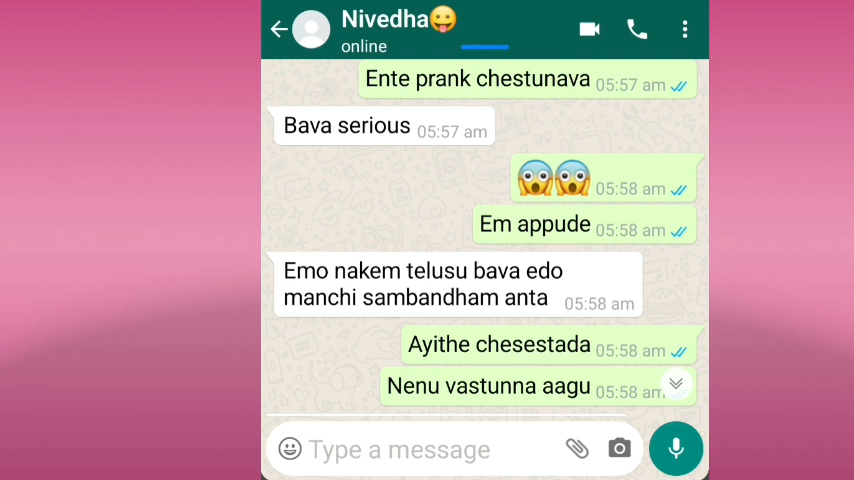 Nivedha😛
online
Ente prank chestunava 05:57 am
Bava serious 05:57 am
😱😱 05:58 am
Em appude 05:58 am
Emo nakem telusu bava edo
manchi sambandham anta 05:58 am
Ayithe chesestada 05:58 am
Nenu vastunna aagu 05:58 am
Type a message